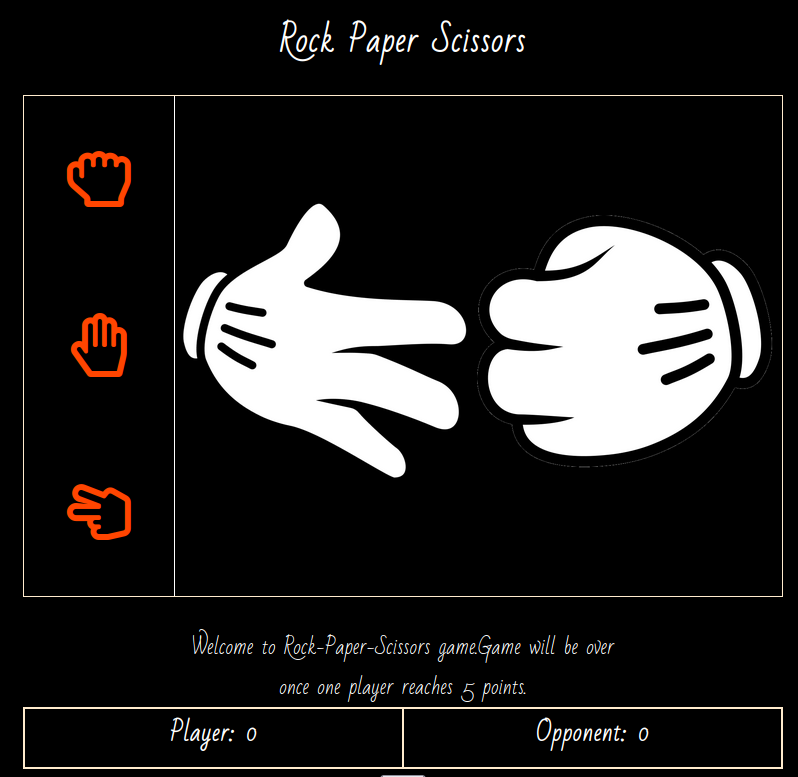 Rock Paper Scissors
Welcome to Rock-Paper-Scissors game.Game will be over
once one player reaches 5 points.
Player: 0
Opponent: 0